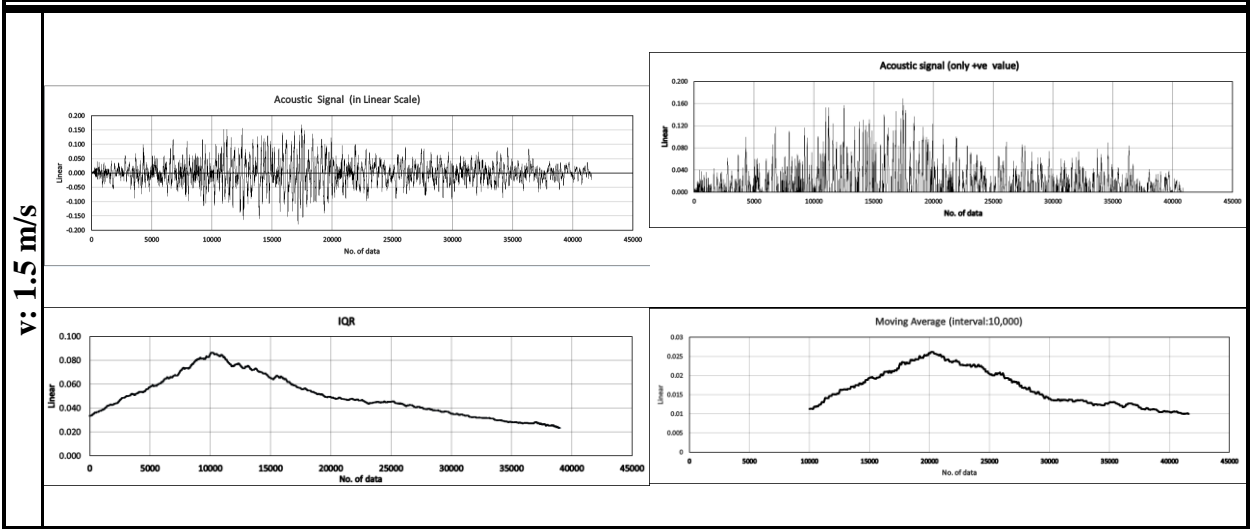 v: 1.5 m/s
Acoustic Signal (in Linear Scale)
Linear
0.200
0.150
0.100
0.050
0.000
-0.050
-0.100
-0.150
-0.200
0 5000 10000 15000 20000 25000 30000 35000 40000 45000
No. of data
Acoustic signal (only +ve value)
Linear
0.200
0.160
0.120
0.080
0.040
0.000
0 5000 10000 15000 20000 25000 30000 35000 40000 45000
No. of data
IQR
Linear
0.100
0.080
0.060
0.040
0.020
0.000
0 5000 10000 15000 20000 25000 30000 35000 40000 45000
No. of data
Moving Average (interval:10,000)
Linear
0.03
0.025
0.02
0.015
0.01
0.005
0
0 5000 10000 15000 20000 25000 30000 35000 40000 45000
No. of data